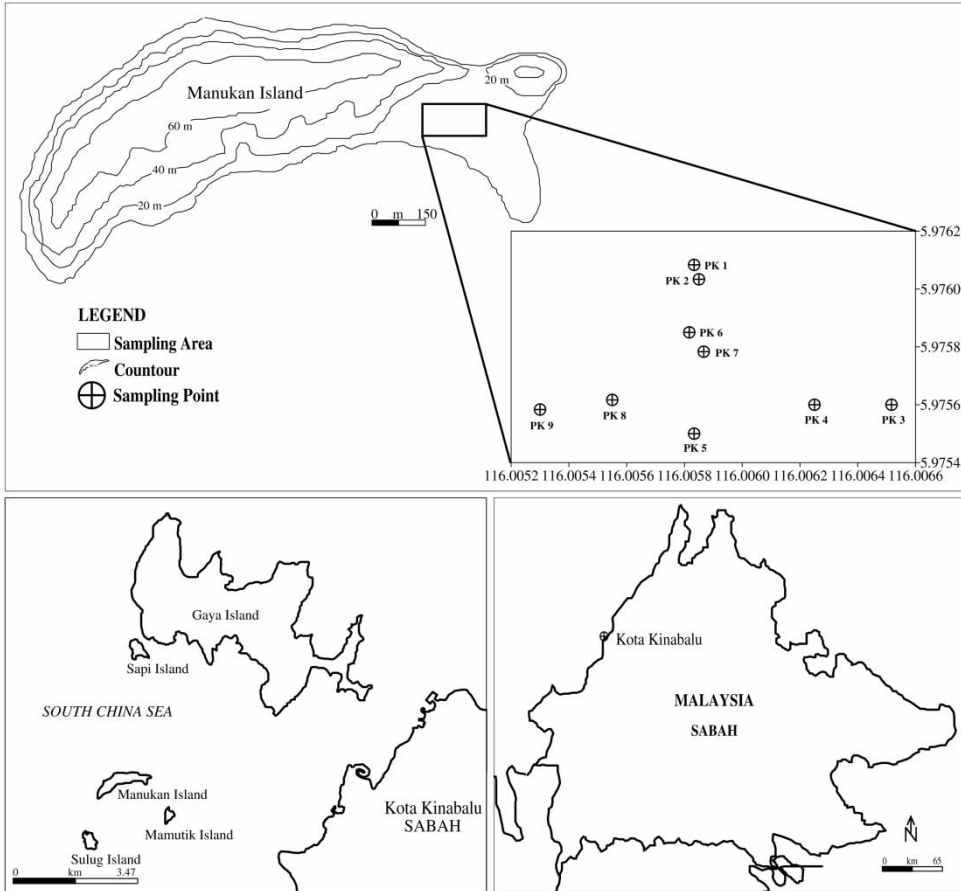 Manukan Island
20 m
60 m
40 m
20 m
0 m 150
LEGEND
Sampling Area
Countour
Sampling Point
PK 1
PK 2
PK 6
PK 7
PK 8
PK 9
PK 5
PK 4
PK 3
5.9762
5.9760
5.9758
5.9756
5.9754
116.0052 116.0054 116.0056 116.0058 116.0060 116.0062 116.0064 116.0066
Gaya Island
Sapi Island
SOUTH CHINA SEA
Manukan Island
Mamutik Island
Sulug Island
Kota Kinabalu
SABAH
0 km 3.47
Kota Kinabalu
MALAYSIA
SABAH
N
0 km 65